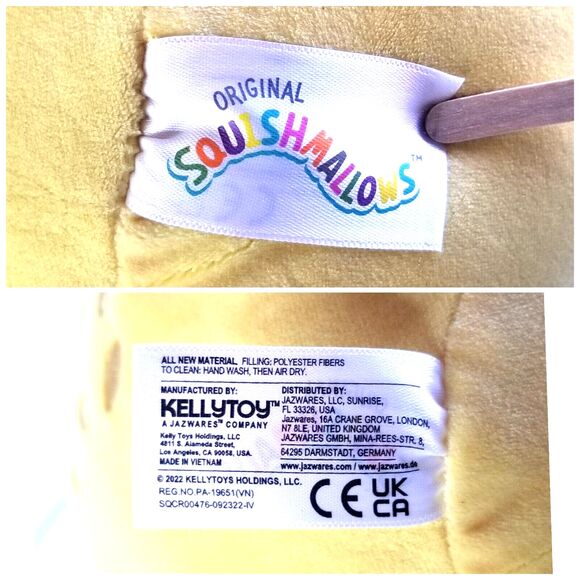 ORIGINAL
SQUISHMALLOWS™
ALL NEW MATERIAL, FILLING: POLYESTER FIBERS
TO CLEAN: HAND WASH, THEN AIR DRY.
MANUFACTURED BY:
KELLYTOY™
A JAZWARES™ COMPANY
Kelly Toys Holdings, LLC
4811 S. Alameda Street,
Los Angeles, CA 90058, USA.
MADE IN VIETNAM
DISTRIBUTED BY:
JAZWARES, LLC, SUNRISE,
FL 33326, USA
Jazwares, 16A CRANE GROVE, LONDON,
N7 8LE, UNITED KINGDOM
JAZWARES GMBH, MINA-REES-STR. 8,
64295 DARMSTADT, GERMANY
www.jazwares.com / www.jazwares.de
© 2022 KELLYTOYS HOLDINGS, LLC.
REG.NO.PA-19651(VN)
SQCR00476-092322-IV
CE UK
CA